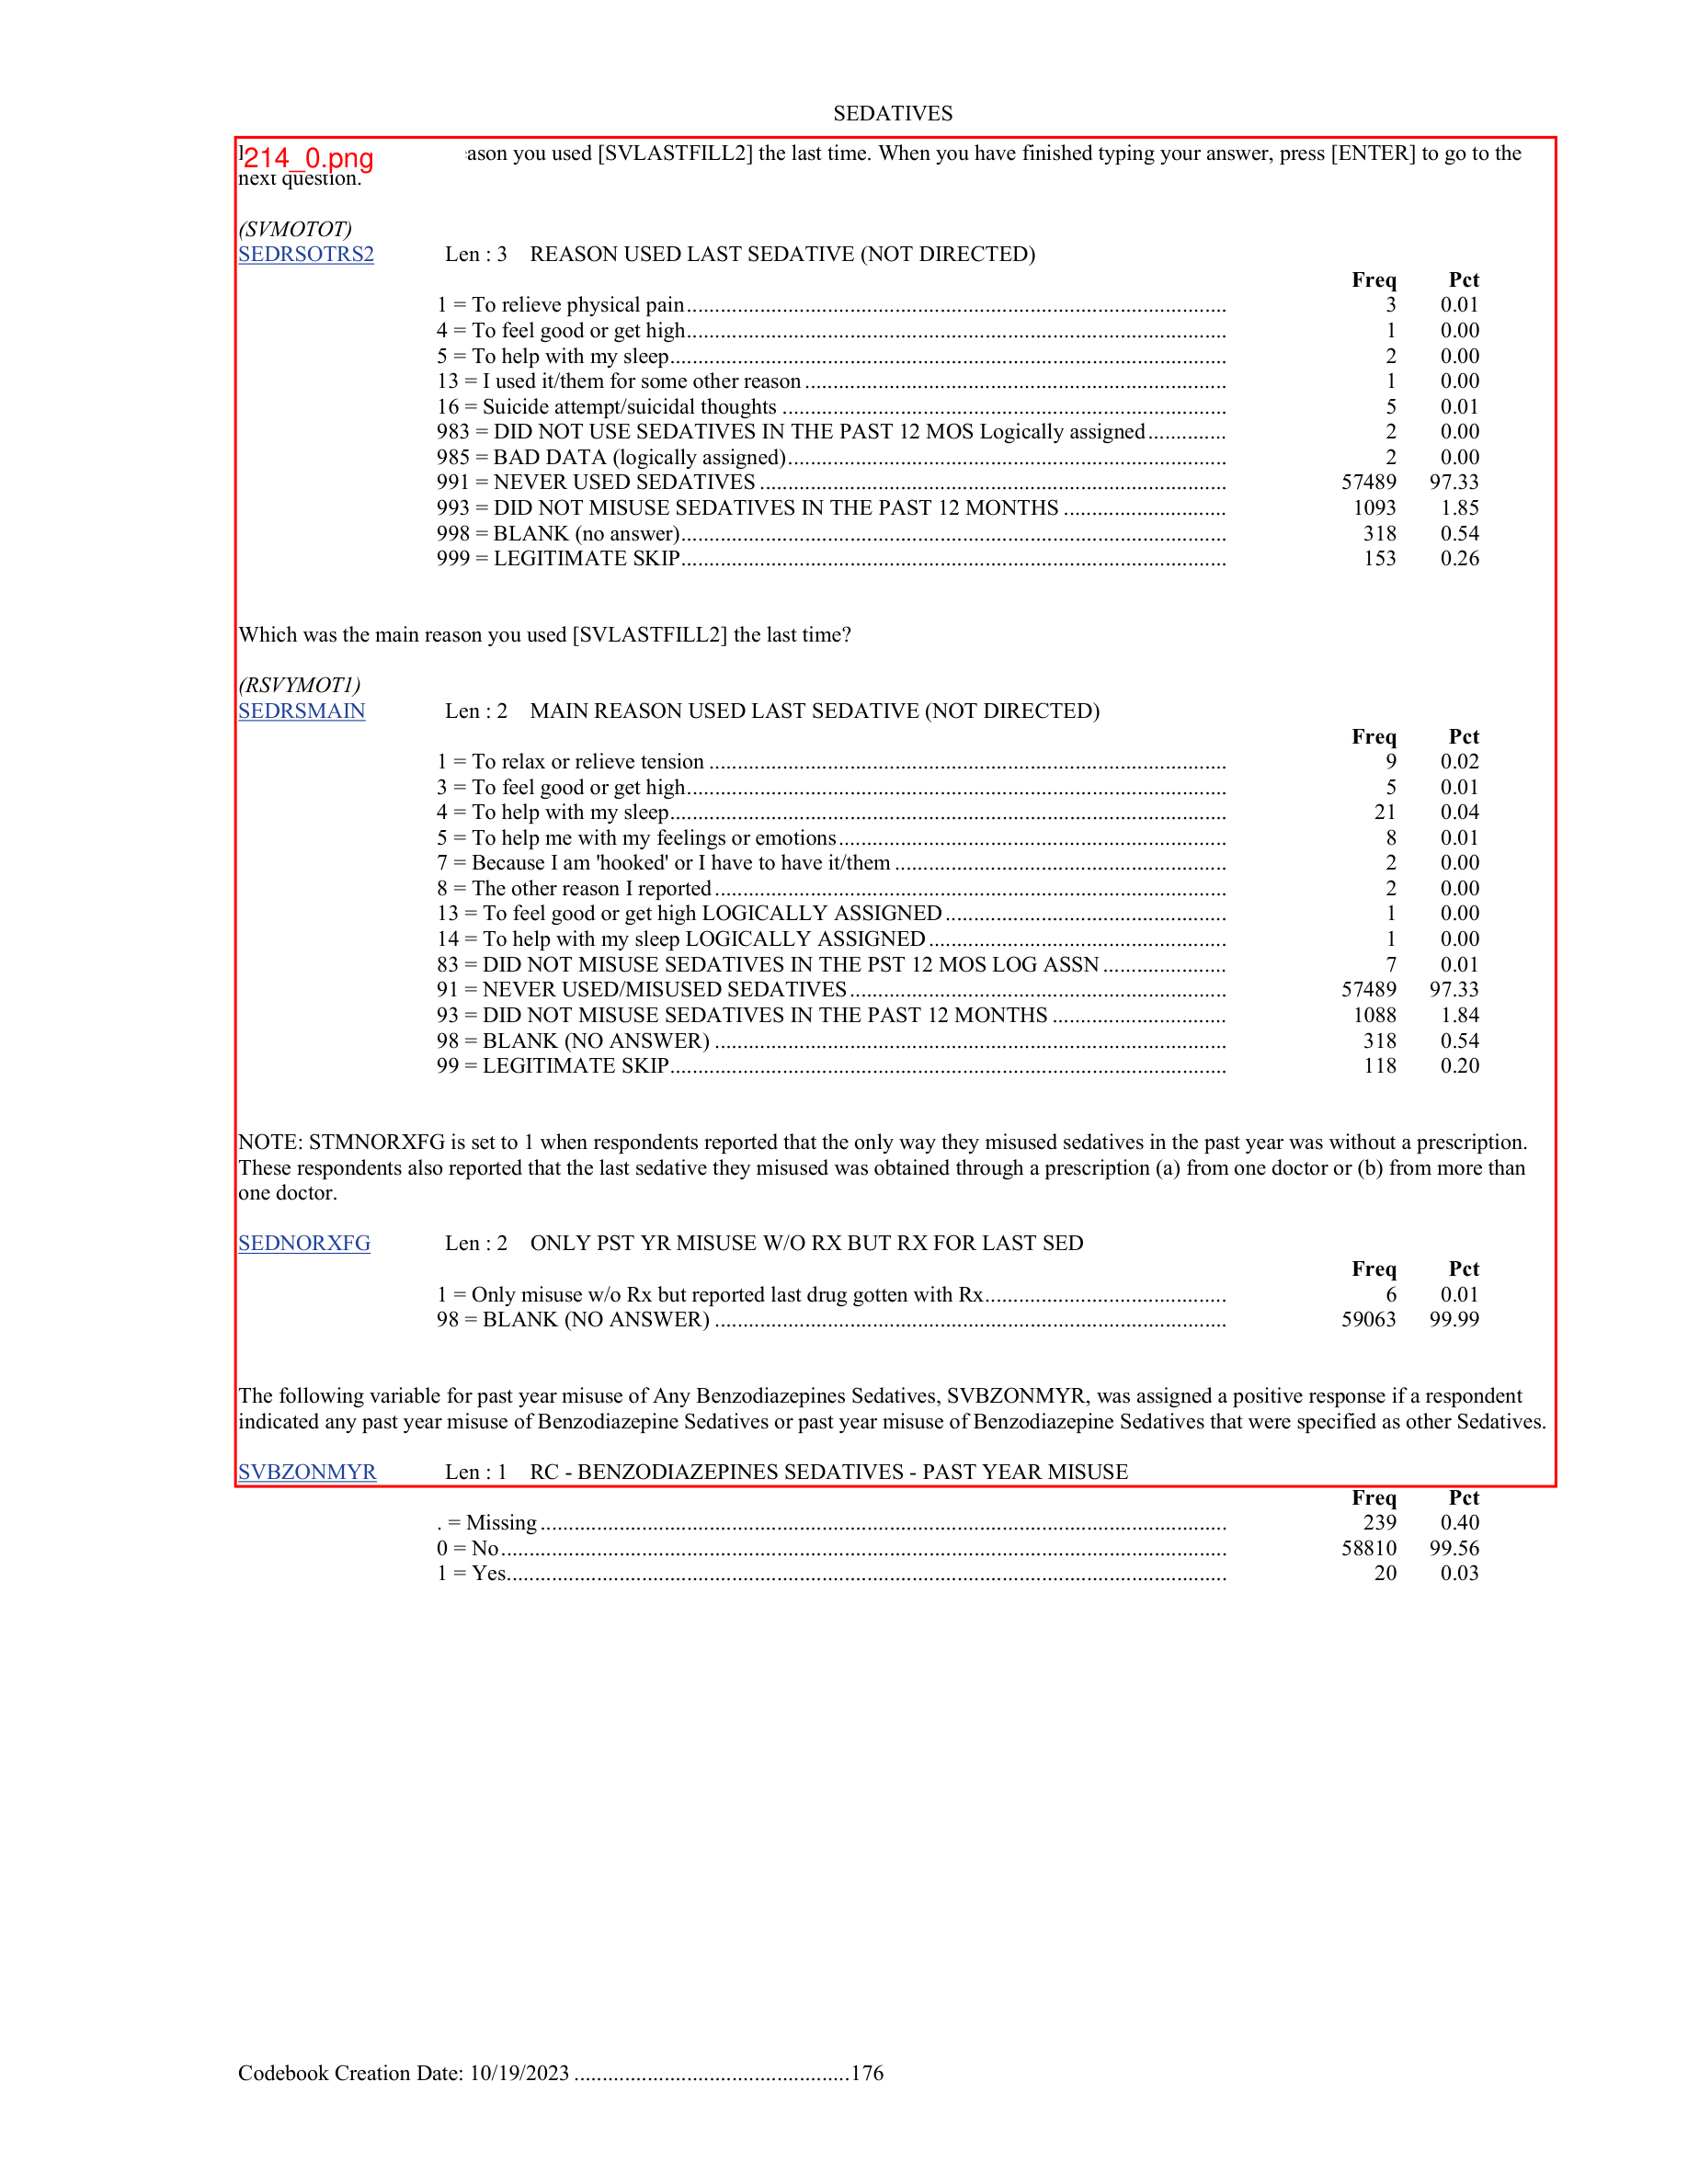 SEDATIVES
214_0.png you used [SVLASTFILL2] the last time. When you have finished typing your answer, press [ENTER] to go to the
next question.
(SVMOTOT)
SEDRSOTRS2 Len : 3 REASON USED LAST SEDATIVE (NOT DIRECTED)
Freq Pct
1 = To relieve physical pain 3 0.01
4 = To feel good or get high 1 0.00
5 = To help with my sleep 2 0.00
13 = I used it/them for some other reason 1 0.00
16 = Suicide attempt/suicidal thoughts 5 0.01
983 = DID NOT USE SEDATIVES IN THE PAST 12 MOS Logically assigned 2 0.00
985 = BAD DATA (logically assigned) 2 0.00
991 = NEVER USED SEDATIVES 57489 97.33
993 = DID NOT MISUSE SEDATIVES IN THE PAST 12 MONTHS 1093 1.85
998 = BLANK (no answer) 318 0.54
999 = LEGITIMATE SKIP 153 0.26
Which was the main reason you used [SVLASTFILL2] the last time?
(RSVYMOT1)
SEDRSMAIN Len : 2 MAIN REASON USED LAST SEDATIVE (NOT DIRECTED)
Freq Pct
1 = To relax or relieve tension 9 0.02
3 = To feel good or get high 5 0.01
4 = To help with my sleep 21 0.04
5 = To help me with my feelings or emotions 8 0.01
7 = Because I am 'hooked' or I have to have it/them 2 0.00
8 = The other reason I reported 2 0.00
13 = To feel good or get high LOGICALLY ASSIGNED 1 0.00
14 = To help with my sleep LOGICALLY ASSIGNED 1 0.00
83 = DID NOT MISUSE SEDATIVES IN THE PST 12 MOS LOG ASSN 7 0.01
91 = NEVER USED/MISUSED SEDATIVES 57489 97.33
93 = DID NOT MISUSE SEDATIVES IN THE PAST 12 MONTHS 1088 1.84
98 = BLANK (NO ANSWER) 318 0.54
99 = LEGITIMATE SKIP 118 0.20
NOTE: STMNORXFG is set to 1 when respondents reported that the only way they misused sedatives in the past year was without a prescription.
These respondents also reported that the last sedative they misused was obtained through a prescription (a) from one doctor or (b) from more than
one doctor.
SEDNORXFG Len : 2 ONLY PST YR MISUSE W/O RX BUT RX FOR LAST SED
Freq Pct
1 = Only misuse w/o Rx but reported last drug gotten with Rx 6 0.01
98 = BLANK (NO ANSWER) 59063 99.99
The following variable for past year misuse of Any Benzodiazepines Sedatives, SVBZONMYR, was assigned a positive response if a respondent
indicated any past year misuse of Benzodiazepine Sedatives or past year misuse of Benzodiazepine Sedatives that were specified as other Sedatives.
SVBZONMYR Len : 1 RC - BENZODIAZEPINES SEDATIVES - PAST YEAR MISUSE
Freq Pct
. = Missing 239 0.40
0 = No 58810 99.56
1 = Yes 20 0.03
Codebook Creation Date: 10/19/2023 176